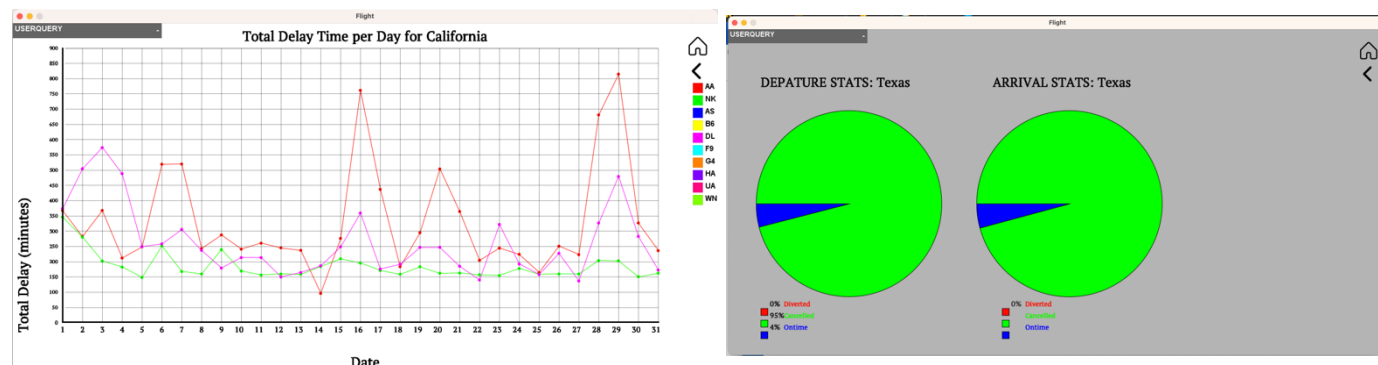 Flight
USERQUERY
Total Delay Time per Day for California
900
850
800
750
700
650
600
550
500
450
400
350
300
250
200
150
100
50
0
1 2 3 4 5 6 7 8 9 10 11 12 13 14 15 16 17 18 19 20 21 22 23 24 25 26 27 28 29 30 31
Total Delay (minutes)
Date
AA
NK
AS
B6
DL
F9
G4
HA
UA
WN
Flight
USERQUERY
DEPATURE STATS: Texas
0% Diverted
95% Cancelled
4% Ontime
ARRIVAL STATS: Texas
0% Diverted
Cancelled
Ontime